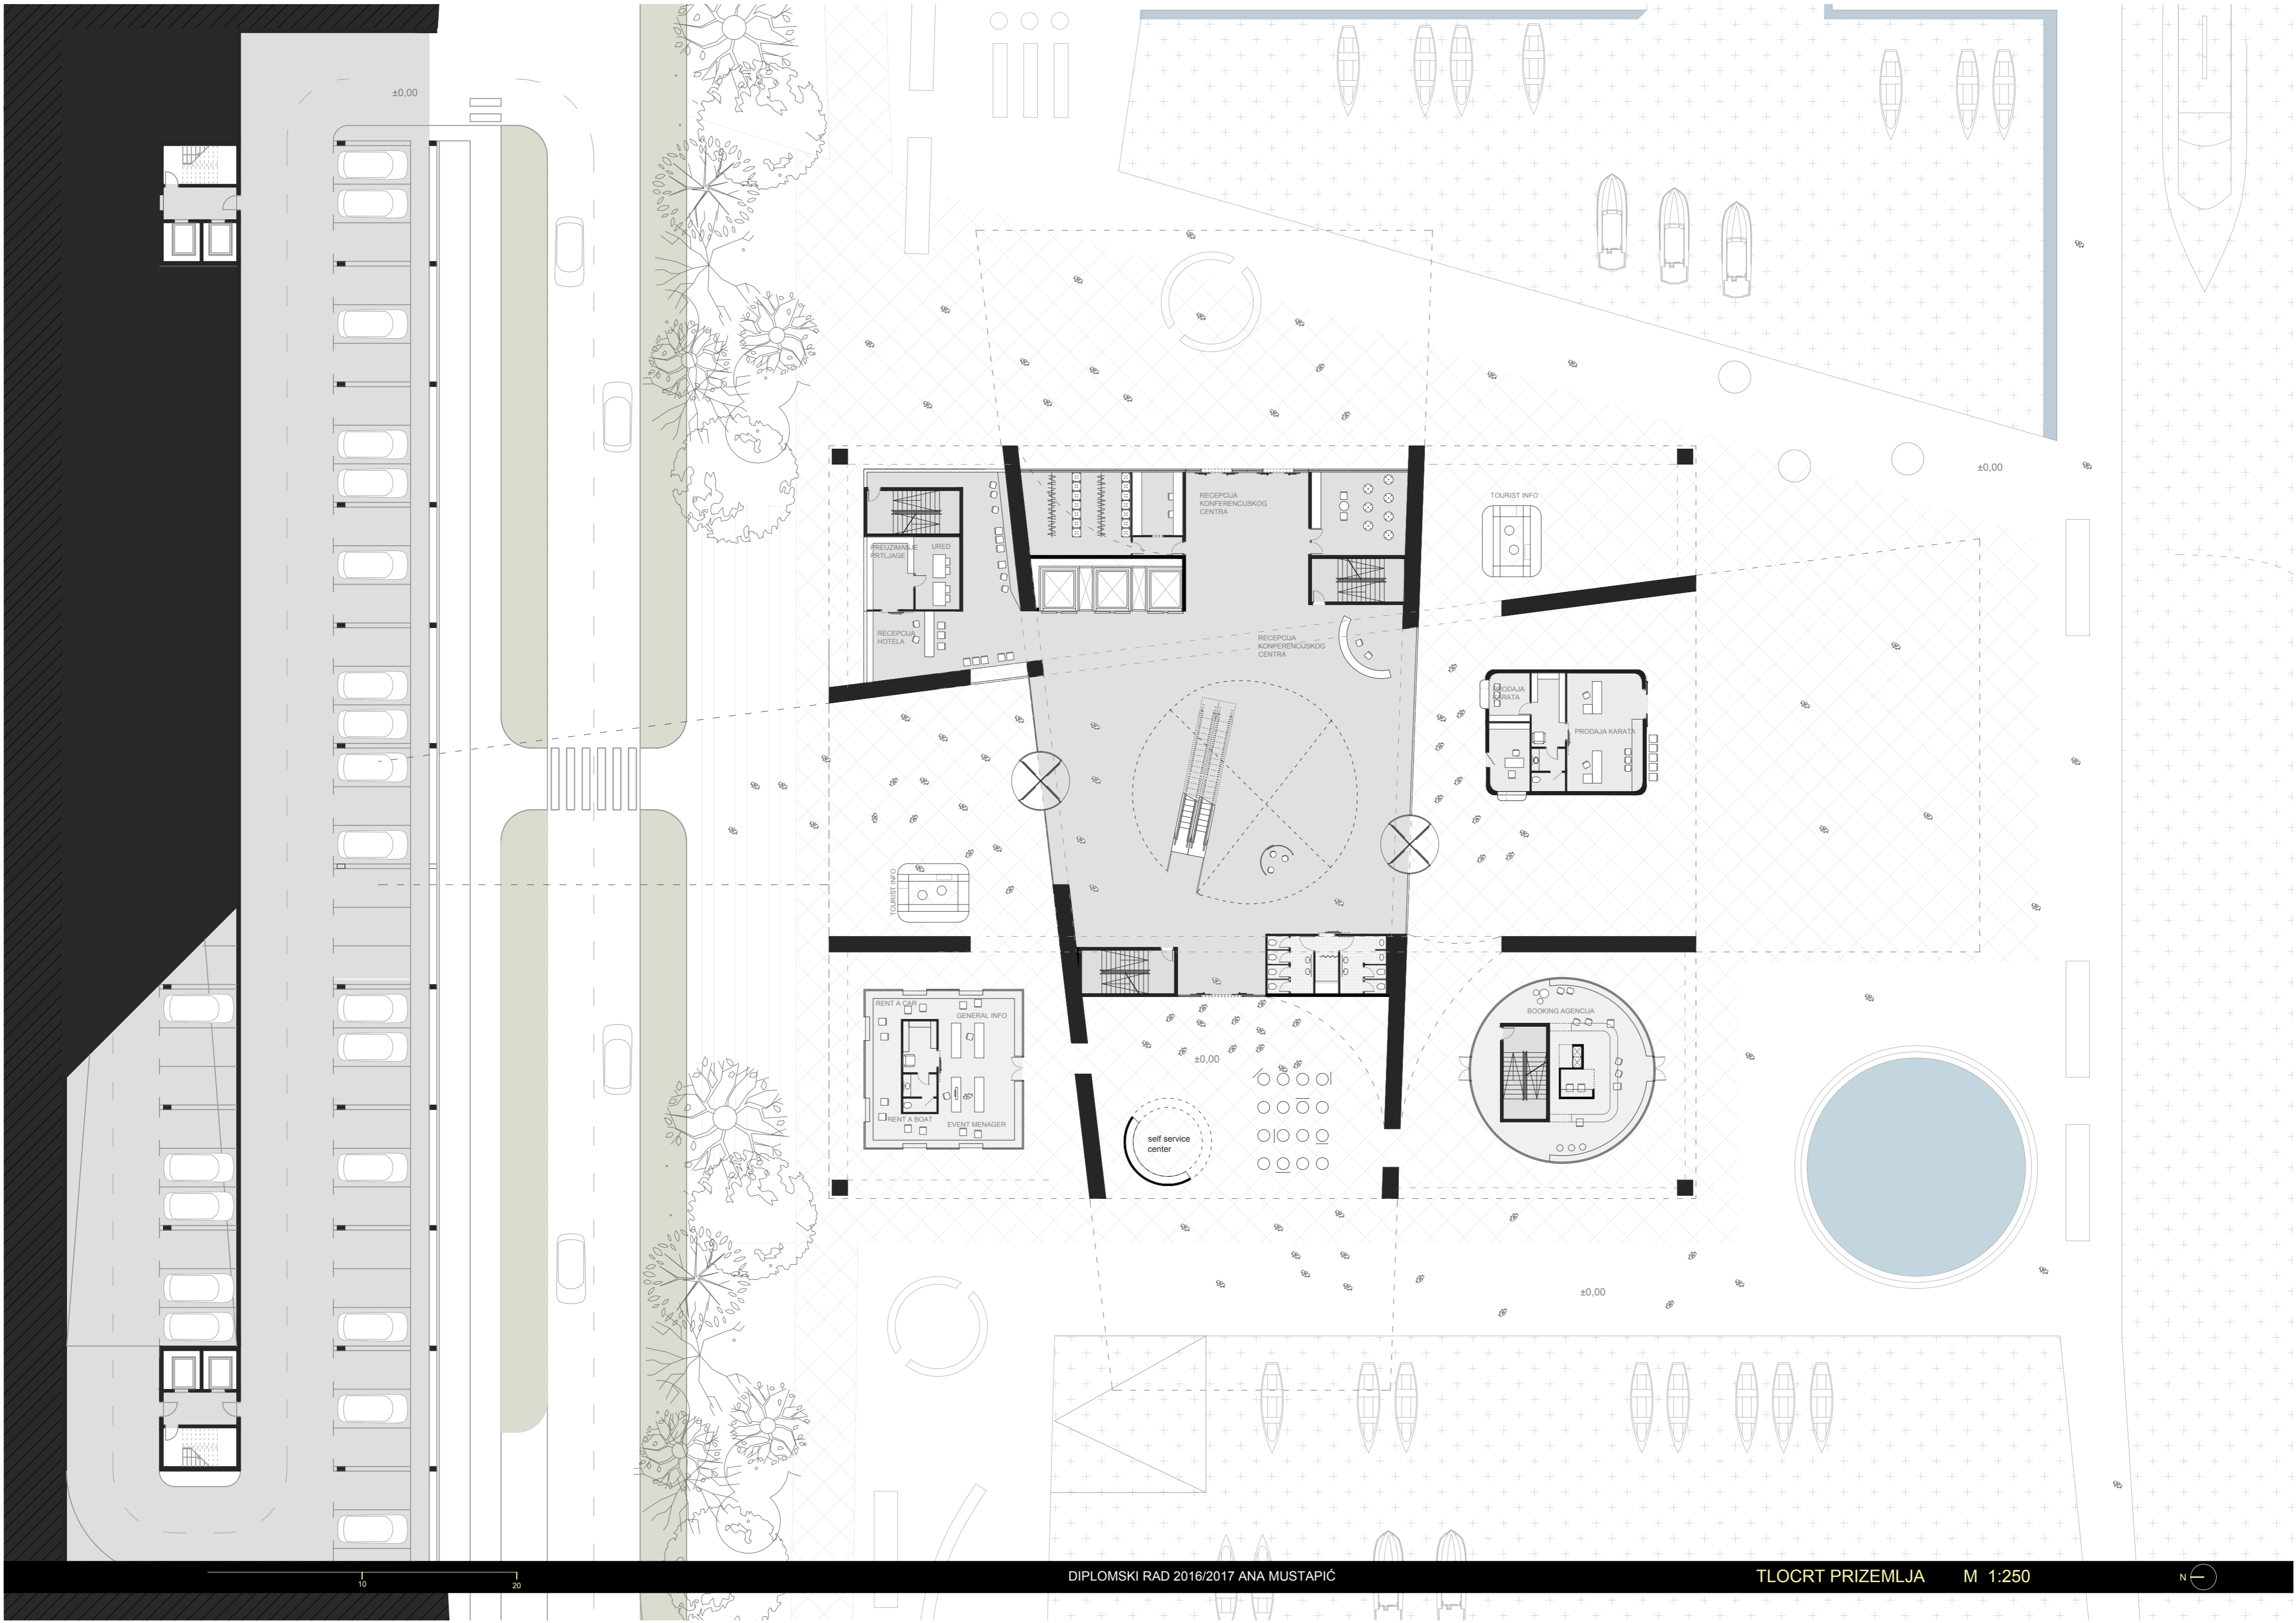 ±0,00
±0,00
RECEPCIJA
KONFERENCIJSKOG
CENTRA
TOURIST INFO
PREUZIMANJE
PRTLJAGE
URED
RECEPCIJA
HOTELA
RECEPCIJA
KONFERENCIJSKOG
CENTRA
PRODAJA
KARATA
PRODAJA KARATA
TOURIST INFO
RENT A CAR
GENERAL INFO
RENT A BOAT
EVENT MENAGER
BOOKING AGENCIJA
±0,00
self service
center
±0,00
10
20
DIPLOMSKI RAD 2016/2017 ANA MUSTAPIĆ
TLOCRT PRIZEMLJA M 1:250
N